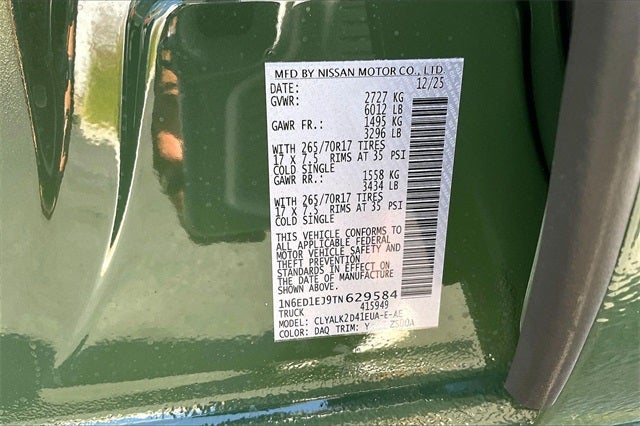 MFD BY NISSAN MOTOR CO., LTD.
DATE: 12/25
GVWR: 2727 KG
6012 LB
GAWR FR.: 1495 KG
3296 LB
WITH 265/70R17 TIRES
17 X 7.5 RIMS AT 35 PSI
COLD SINGLE
GAWR RR.: 1558 KG
3434 LB
WITH 265/70R17 TIRES
17 X 7.5 RIMS AT 35 PSI
COLD SINGLE
THIS VEHICLE CONFORMS TO
ALL APPLICABLE FEDERAL
MOTOR VEHICLE SAFETY AND
THEFT PREVENTION
STANDARDS IN EFFECT ON
THE DATE OF MANUFACTURE
SHOWN ABOVE.
1N6ED1EJ9TN629584
TRUCK 415949
MODEL: CLYALK2D41EUA-E-AE
COLOR: DAQ TRIM: